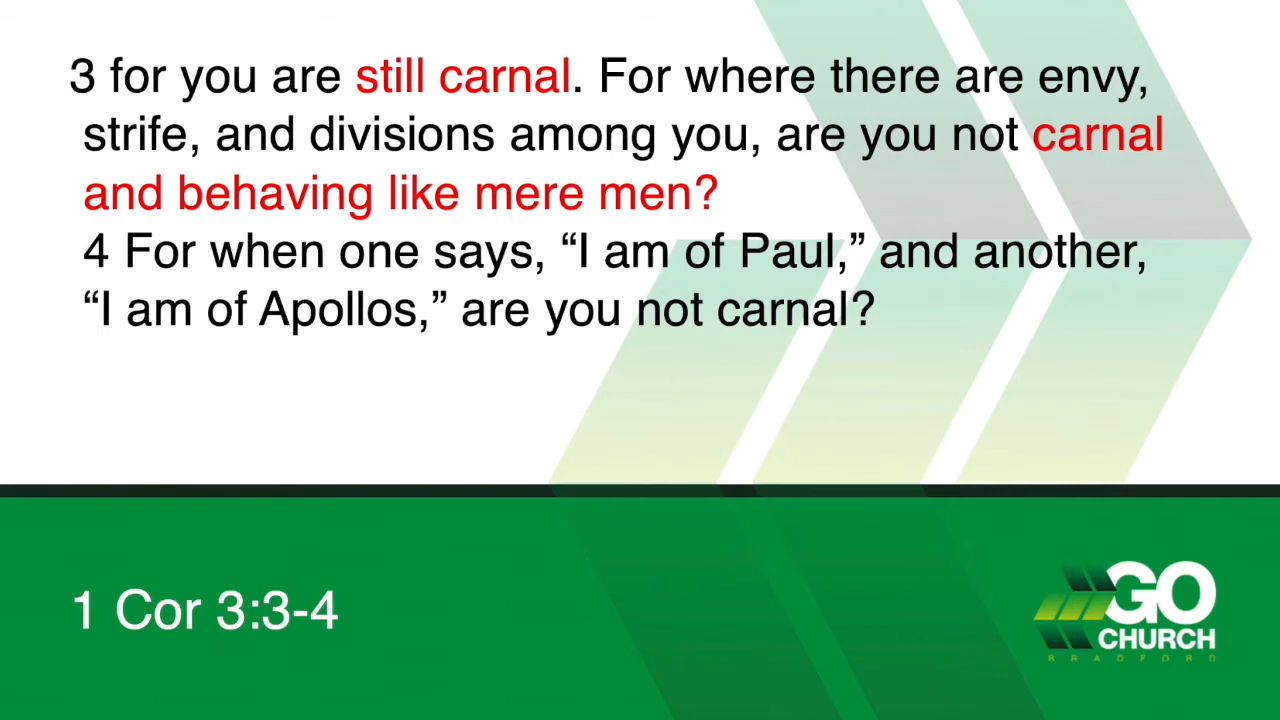 3 for you are still carnal. For where there are envy,
strife, and divisions among you, are you not carnal
and behaving like mere men?
4 For when one says, “I am of Paul,” and another,
“I am of Apollos,” are you not carnal?
1 Cor 3:3-4
GO
CHURCH
BRADFORD